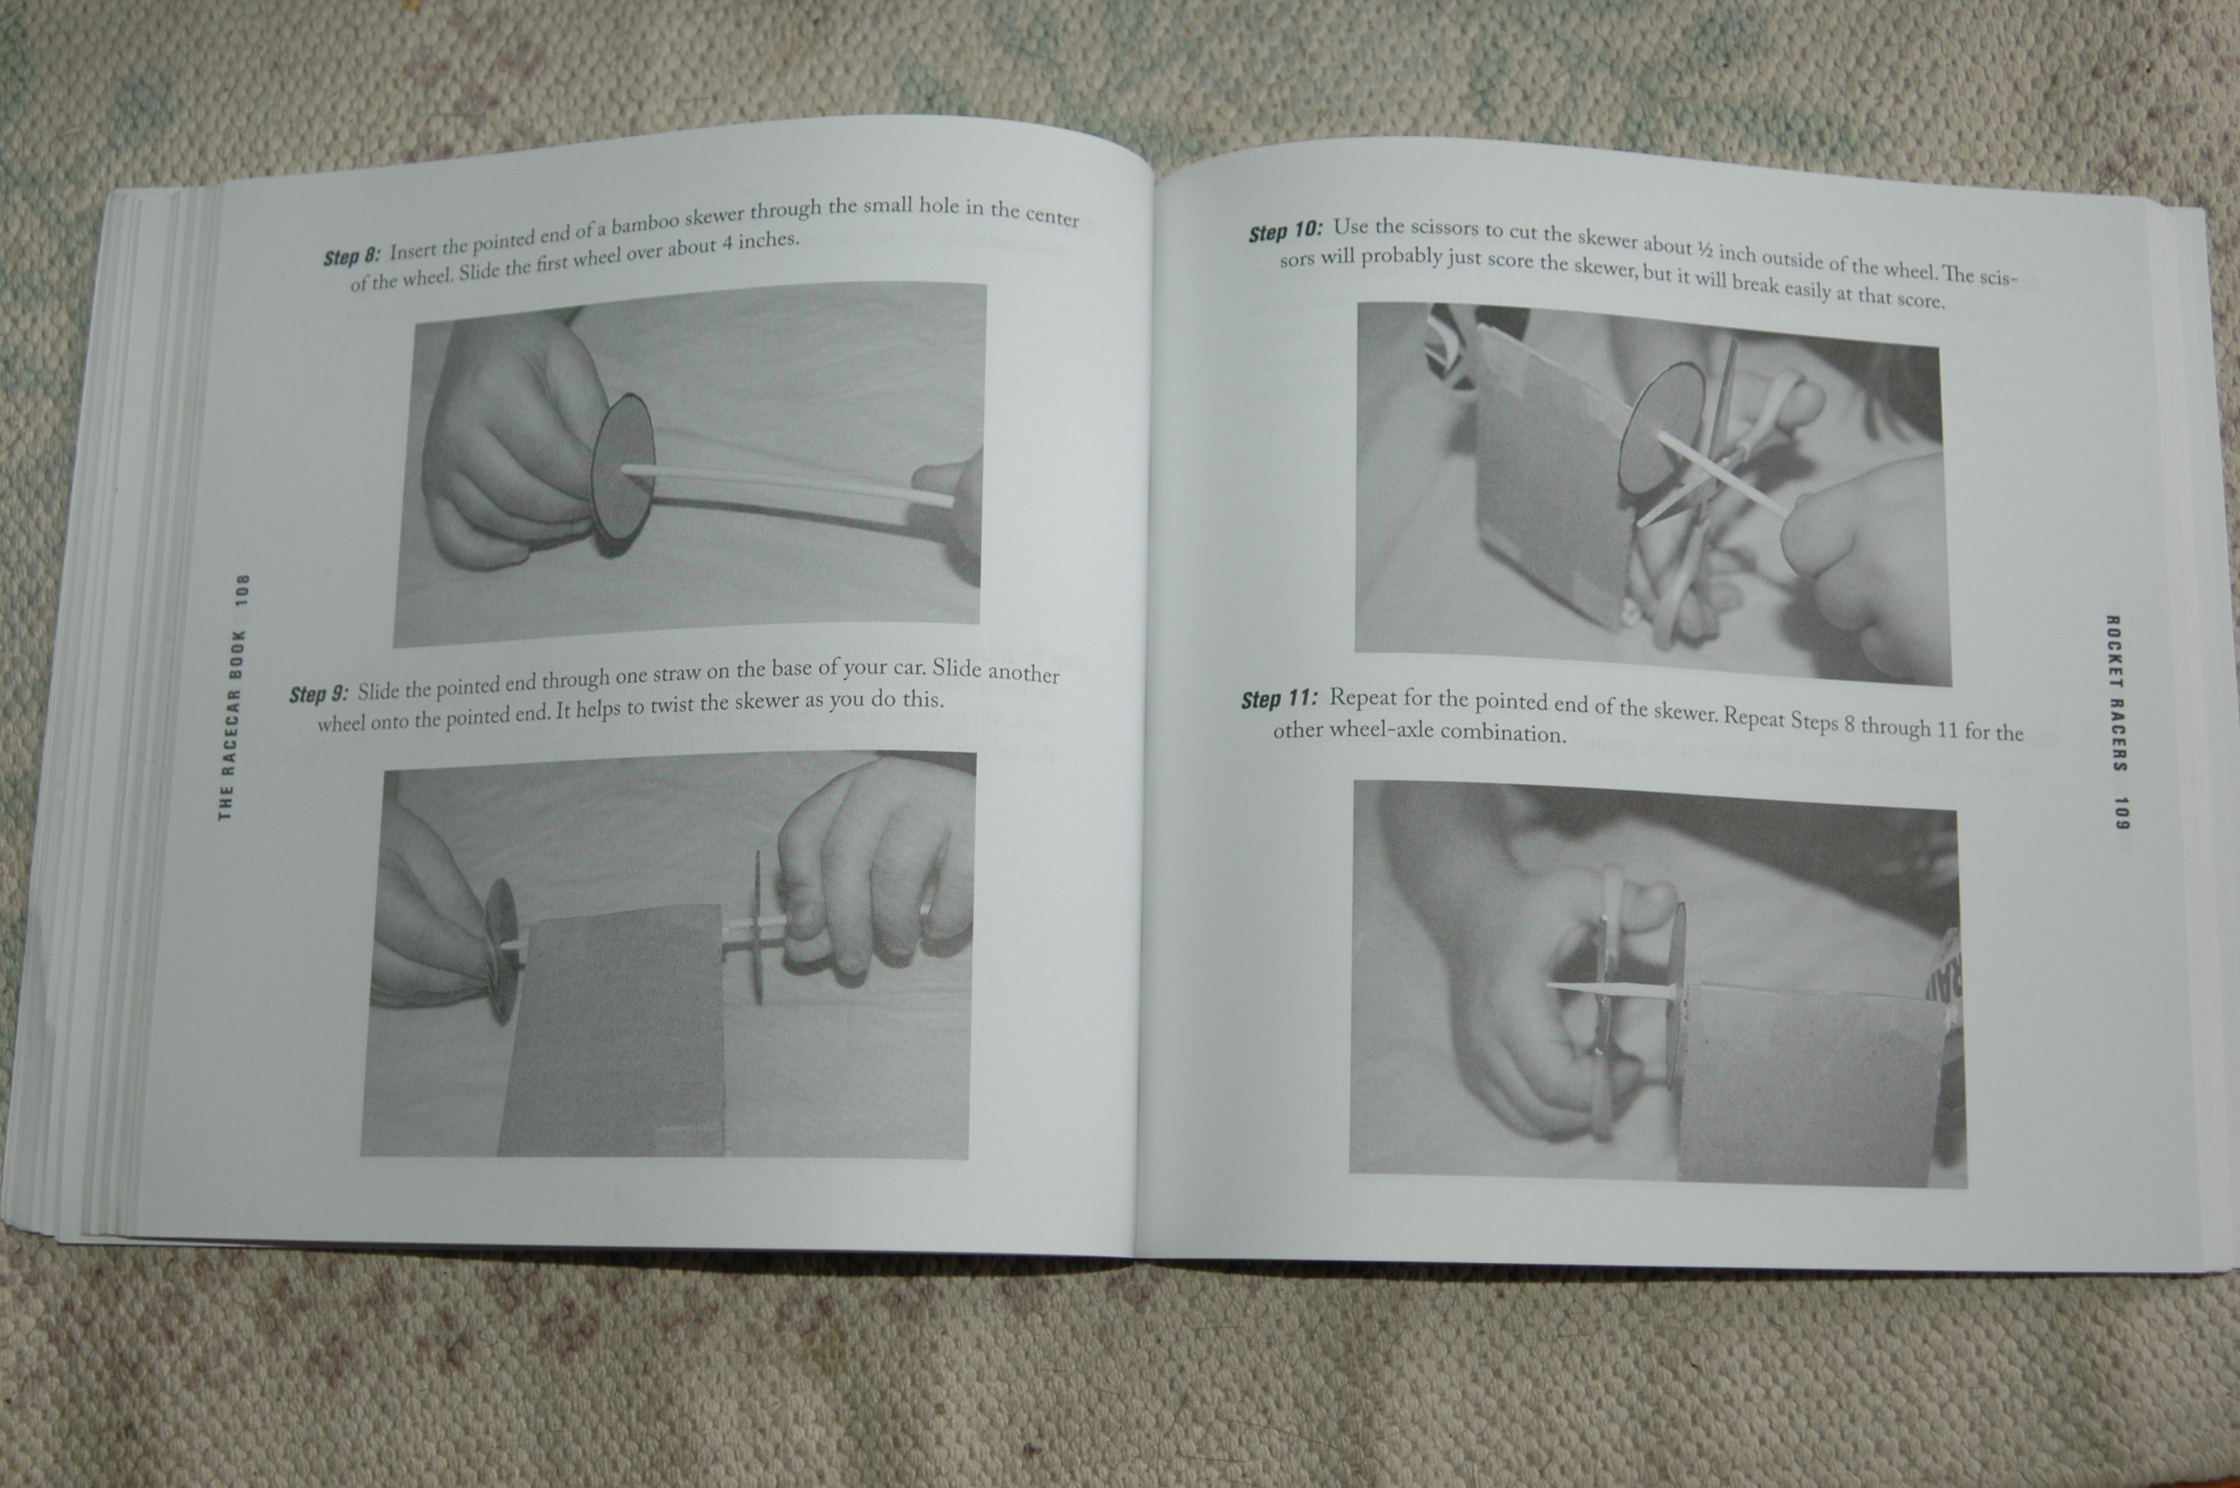 Step 8: Insert the pointed end of a bamboo skewer through the small hole in the center
of the wheel. Slide the first wheel over about 4 inches.
THE RACECAR BOOK 108
Step 9: Slide the pointed end through one straw on the base of your car. Slide another
wheel onto the pointed end. It helps to twist the skewer as you do this.
Step 10: Use the scissors to cut the skewer about ½ inch outside of the wheel. The scis-
sors will probably just score the skewer, but it will break easily at that score.
Step 11: Repeat for the pointed end of the skewer. Repeat Steps 8 through 11 for the
other wheel-axle combination.
ROCKET RACERS 109